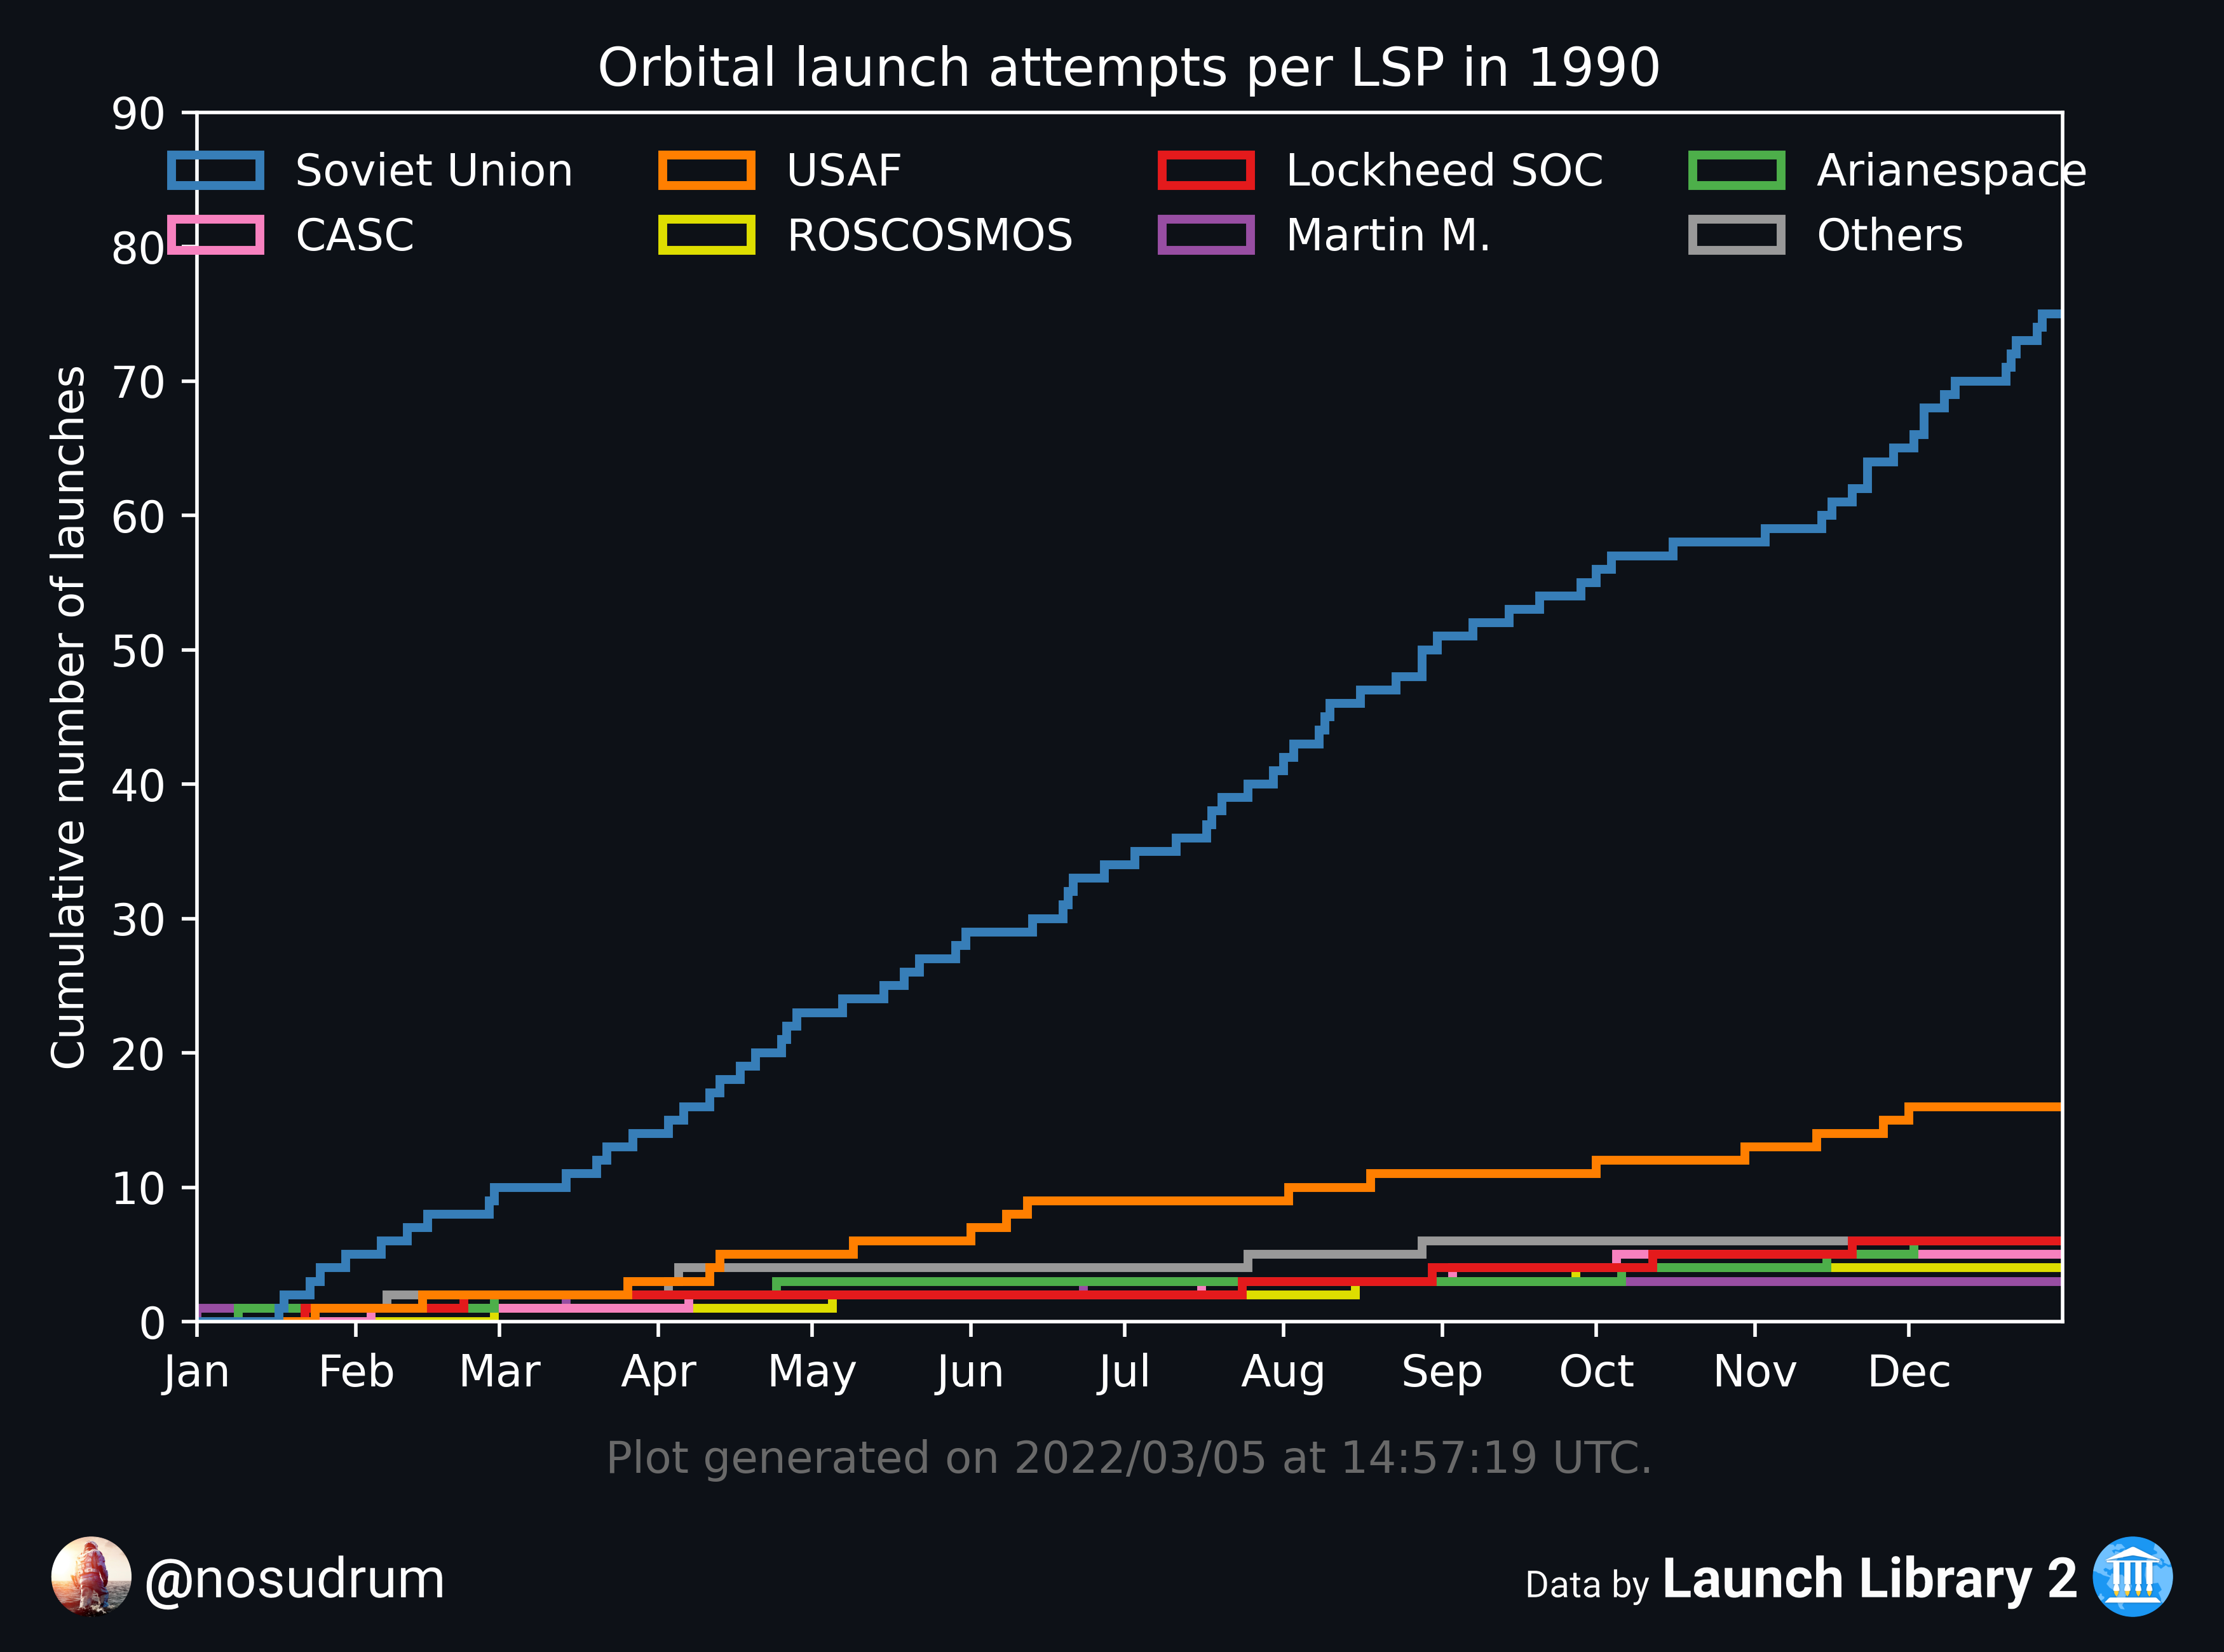 Orbital launch attempts per LSP in 1990
90
80
70
60
50
40
30
20
10
0
Cumulative number of launches
Soviet Union USAF Lockheed SOC Arianespace
CASC ROSCOSMOS Martin M. Others
Jan Feb Mar Apr May Jun Jul Aug Sep Oct Nov Dec
Plot generated on 2022/03/05 at 14:57:19 UTC.
@nosudrum
Data by Launch Library 2